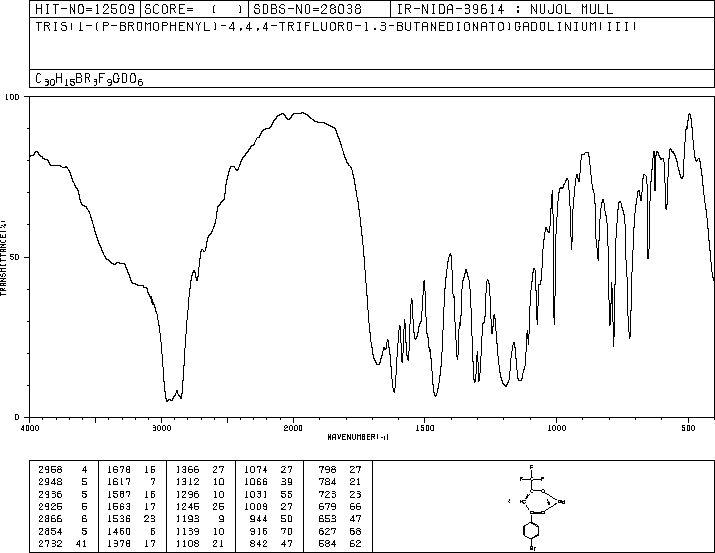 HIT-NO=12509 SCORE= ( ) SDBS-NO=28038 IR-NIDA-39614 : NUJOL MULL
TRIS(1-(P-BROMOPHENYL)-4,4,4-TRIFLUORO-1,3-BUTANEDIONATO)GADOLINIUM(III)
C30H15BR3F9GDO6
100
50
0
TRANSMITTANCE(%)
4000 3000 2000 1500 1000 500
WAVENUMBER(-1)
2958 4 1678 16 1366 27 1074 27 798 27
2948 5 1617 7 1312 10 1066 39 784 21
2936 5 1587 16 1296 10 1031 55 723 23
2925 5 1563 17 1245 25 1009 27 679 66
2866 6 1536 23 1193 9 944 50 653 47
2854 5 1460 6 1139 10 916 70 627 68
2732 41 1378 17 1108 21 842 47 584 62